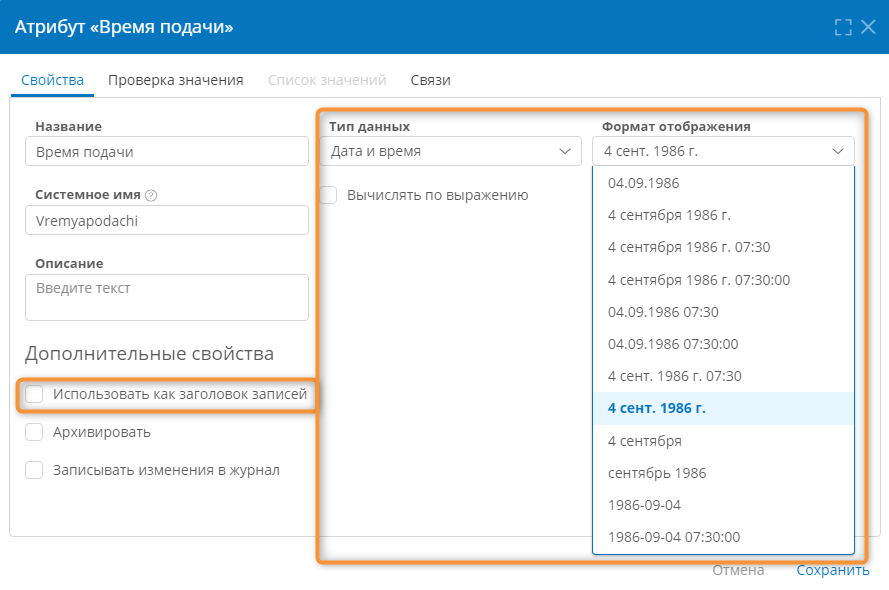 Атрибут «Время подачи»
Свойства Проверка значения Список значений Связи
Название
Время подачи
Системное имя ?
Vremyapodachi
Описание
Введите текст
Дополнительные свойства
Использовать как заголовок записей
Архивировать
Записывать изменения в журнал
Тип данных
Дата и время
Вычислять по выражению
Формат отображения
4 сент. 1986 г.
04.09.1986
4 сентября 1986 г.
4 сентября 1986 г. 07:30
4 сентября 1986 г. 07:30:00
04.09.1986 07:30
04.09.1986 07:30:00
4 сент. 1986 г. 07:30
4 сент. 1986 г.
4 сентября
сентябрь 1986
1986-09-04
1986-09-04 07:30:00
Отмена Сохранить